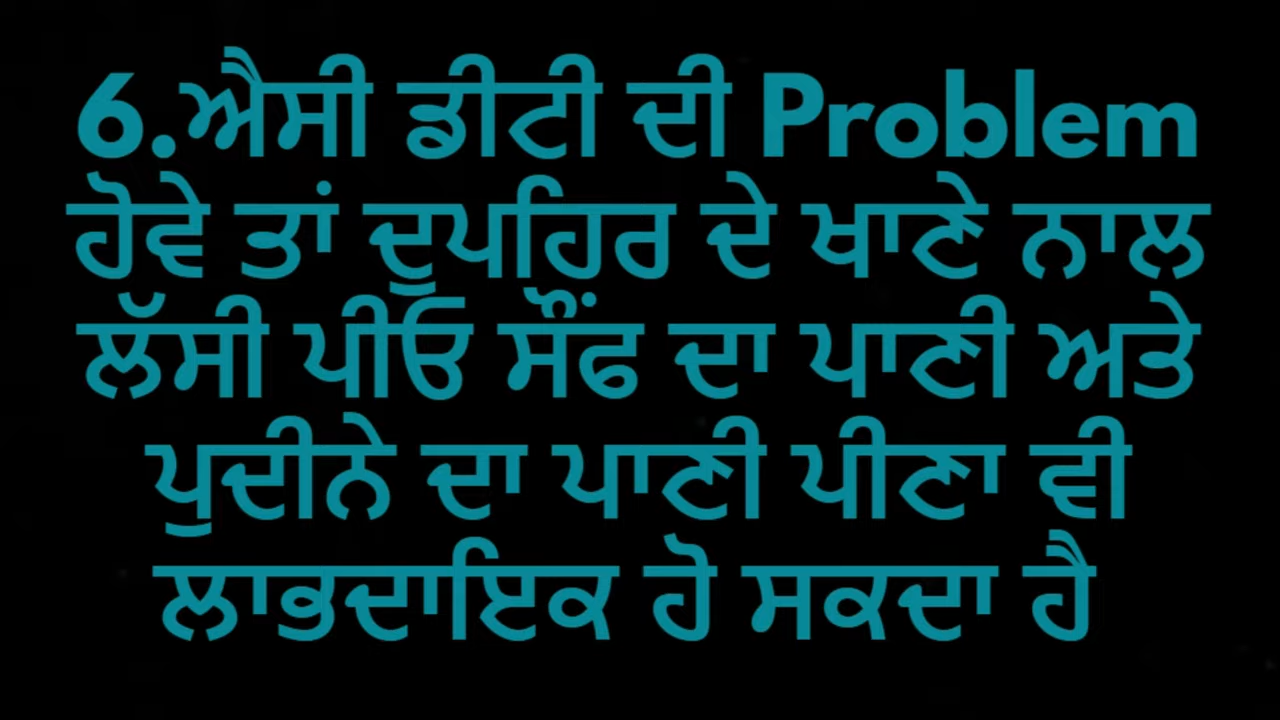 6.ਐਸੀ ਡੀਟੀ ਦੀ Problem
ਹੋਵੇ ਤਾਂ ਦੁਪਹਿਰ ਦੇ ਖਾਣੇ ਨਾਲ
ਲੱਸੀ ਪੀਓ ਸੌਂਫ ਦਾ ਪਾਣੀ ਅਤੇ
ਪੁਦੀਨੇ ਦਾ ਪਾਣੀ ਪੀਣਾ ਵੀ
ਲਾਭਦਾਇਕ ਹੋ ਸਕਦਾ ਹੈ